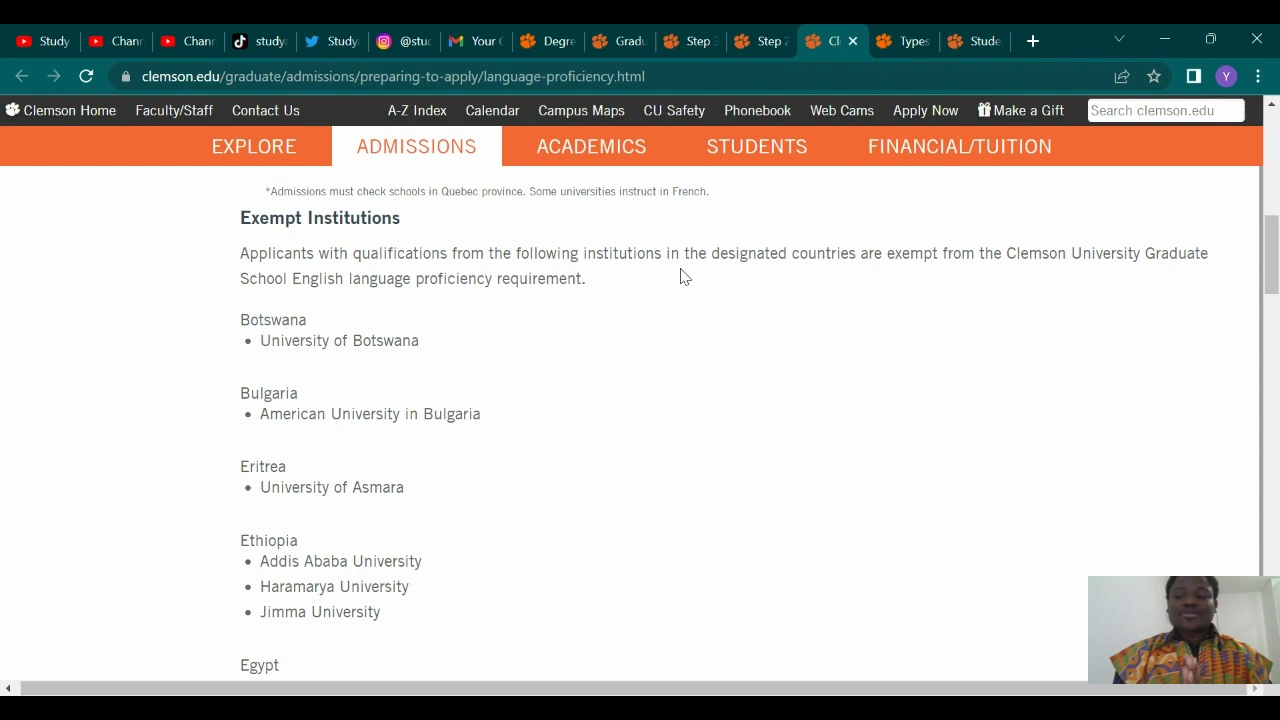 Study
Chann
Chann
study
Study
@stuc
Your C
Degre
Gradu
Step 3
Step 2
Cl
Types
Stude
clemson.edu/graduate/admissions/preparing-to-apply/language-proficiency.html
Y
Clemson Home Faculty/Staff Contact Us A-Z Index Calendar Campus Maps CU Safety Phonebook Web Cams Apply Now Make a Gift Search clemson.edu
EXPLORE ADMISSIONS ACADEMICS STUDENTS FINANCIAL/TUITION
*Admissions must check schools in Quebec province. Some universities instruct in French.
Exempt Institutions
Applicants with qualifications from the following institutions in the designated countries are exempt from the Clemson University Graduate
School English language proficiency requirement.
Botswana
• University of Botswana
Bulgaria
• American University in Bulgaria
Eritrea
• University of Asmara
Ethiopia
• Addis Ababa University
• Haramarya University
• Jimma University
Egypt